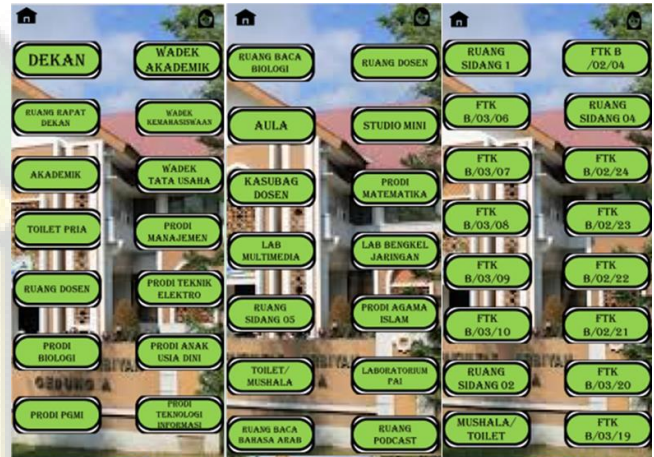 DEKAN
WADEK
AKADEMIK
RUANG RAPAT
DEKAN
WADEK
KEMAHASISWAAN
AKADEMIK
WADEK
TATA USAHA
TOILET PRIA
PRODI
MANAJEMEN
RUANG DOSEN
PRODI TEKNIK
ELEKTRO
PRODI
BIOLOGI
PRODI ANAK
USIA DINI
GEDUNG A
PRODI PGMI
PRODI
TEKNOLOGI
INFORMASI
RUANG BACA
BIOLOGI
RUANG DOSEN
AULA
STUDIO MINI
KASUBAG
DOSEN
PRODI
MATEMATIKA
LAB
MULTIMEDIA
LAB BENGKEL
JARINGAN
RUANG
SIDANG 05
PRODI AGAMA
ISLAM
TOILET/
MUSHALA
LABORATORIUM
PAI
RUANG BACA
BAHASA ARAB
RUANG
PODCAST
RUANG
SIDANG 1
FTK B
/02/04
FTK
B/03/06
RUANG
SIDANG 04
FTK
B/03/07
FTK
B/02/24
FTK
B/03/08
FTK
B/02/23
FTK
B/03/09
FTK
B/02/22
FTK
B/03/10
FTK
B/02/21
RUANG
SIDANG 02
FTK
B/03/20
MUSHALA/
TOILET
FTK
B/03/19